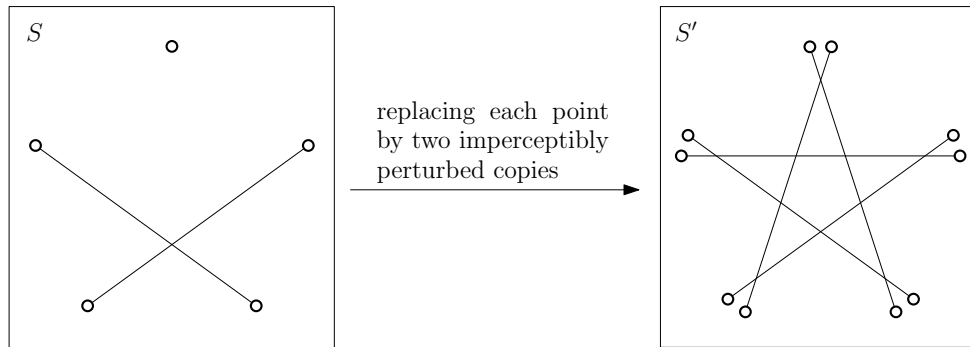 S
replacing each point
by two imperceptibly
perturbed copies
S′